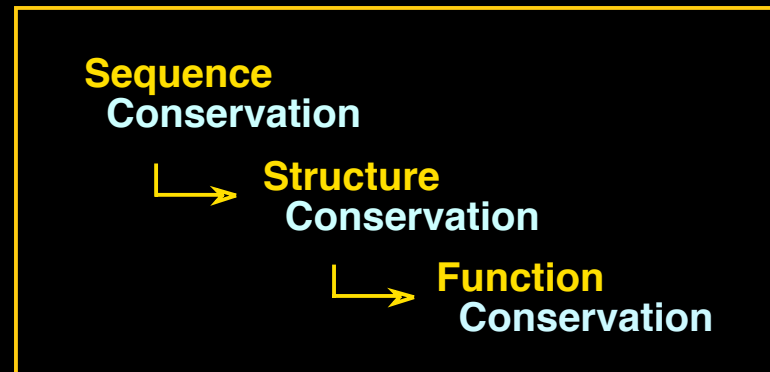 Sequence
Conservation
Structure
Conservation
Function
Conservation